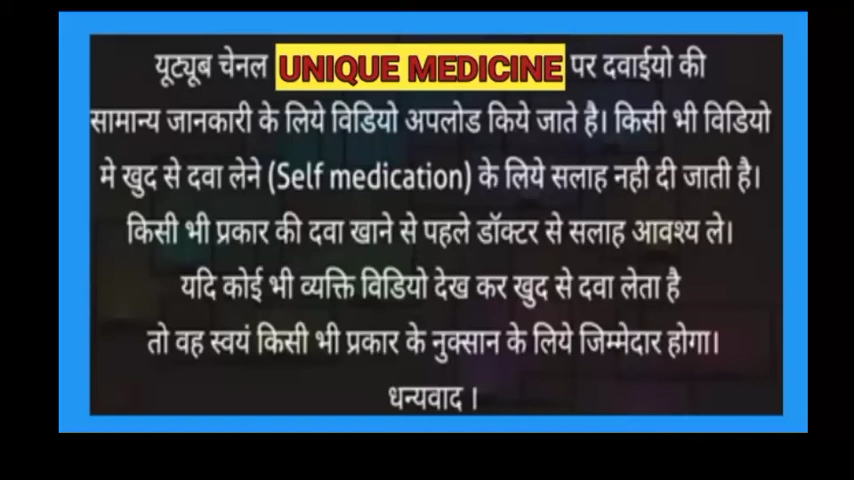 यूट्यूब चेनल UNIQUE MEDICINE पर दवाईयो की
सामान्य जानकारी के लिये विडियो अपलोड किये जाते है। किसी भी विडियो
मे खुद से दवा लेने (Self medication) के लिये सलाह नही दी जाती है।
किसी भी प्रकार की दवा खाने से पहले डॉक्टर से सलाह आवश्य ले।
यदि कोई भी व्यक्ति विडियो देख कर खुद से दवा लेता है
तो वह स्वयं किसी भी प्रकार के नुक्सान के लिये जिम्मेदार होगा।
धन्यवाद ।